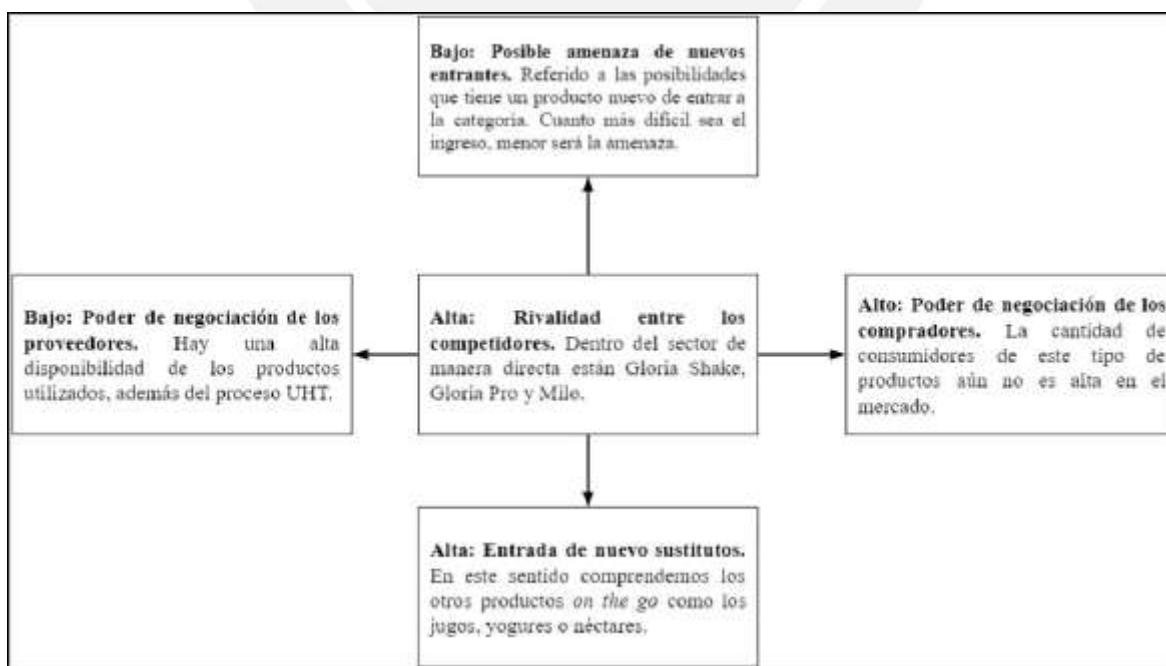 Bajo: Posible amenaza de nuevos
entrantes. Referido a las posibilidades
que tiene un producto nuevo de entrar a
la categoría. Cuanto más difícil sea el
ingreso, menor será la amenaza.
Bajo: Poder de negociación de los
proveedores. Hay una alta
disponibilidad de los productos
utilizados, además del proceso UHT.
Alta: Rivalidad entre los
competidores. Dentro del sector de
manera directa están Gloria Shake,
Gloria Pro y Milo.
Alto: Poder de negociación de los
compradores. La cantidad de
consumidores de este tipo de
productos aún no es alta en el
mercado.
Alta: Entrada de nuevo sustitutos.
En este sentido comprendemos los
otros productos on the go como los
jugos, yogures o néctares.